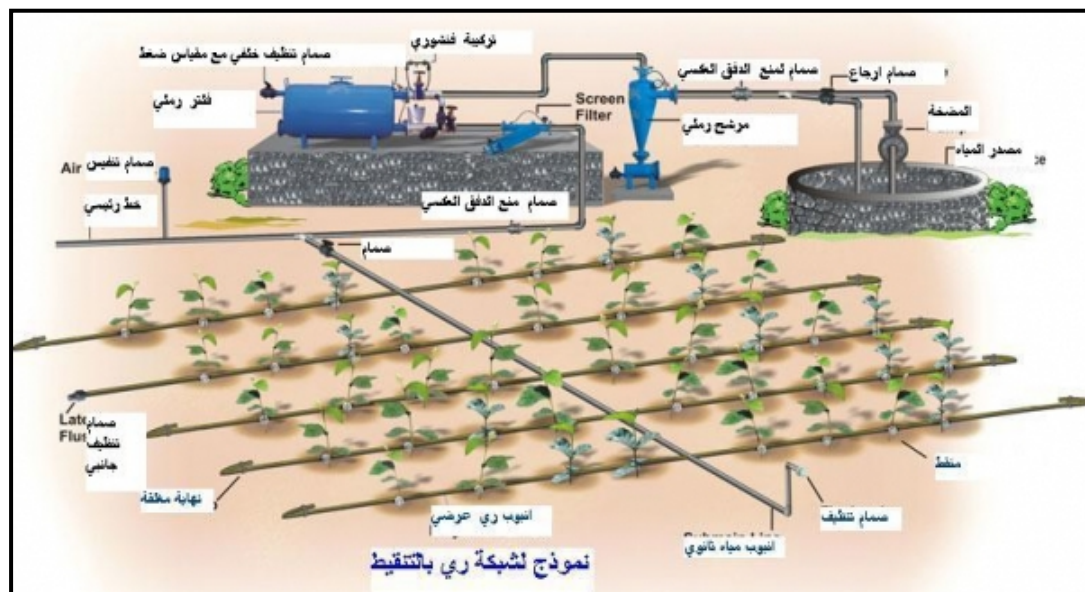 تركيبة فنشوري
صمام تنظيف خلفي مع مقياس ضغط
فلتر رملي
Screen
Filter
صمام لمنع الدفق العكسي
صمام ارجاع
المضخة
مصدر المياه
مرشح رملي
Air
صمام تنفيس
خط رئيسي
صمام منع الدفق العكسي
صمام
صمام
تنظيف
جانبي
نهاية مغلقة
انبوب ري عرضي
انبوب مياه ثانوي
صمام تنظيف
منقط
نموذج لشبكة ري بالتنقيط